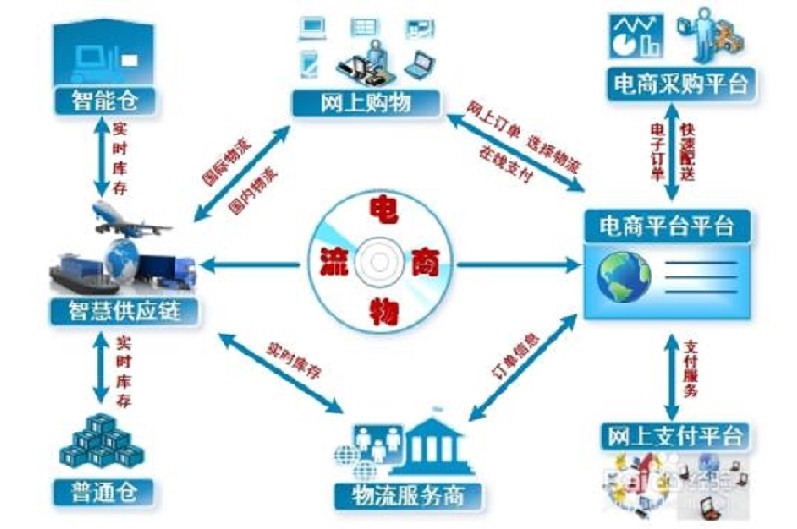 智能仓
网上购物
电商采购平台
实时库存
国际物流
国内物流
网上订单 选择物流
在线支付
电子订单
快速配送
电商物流
电商平台平台
智慧供应链
实时库存
实时库存
订单信息
支付服务
普通仓
物流服务商
网上支付平台
Bai 经验